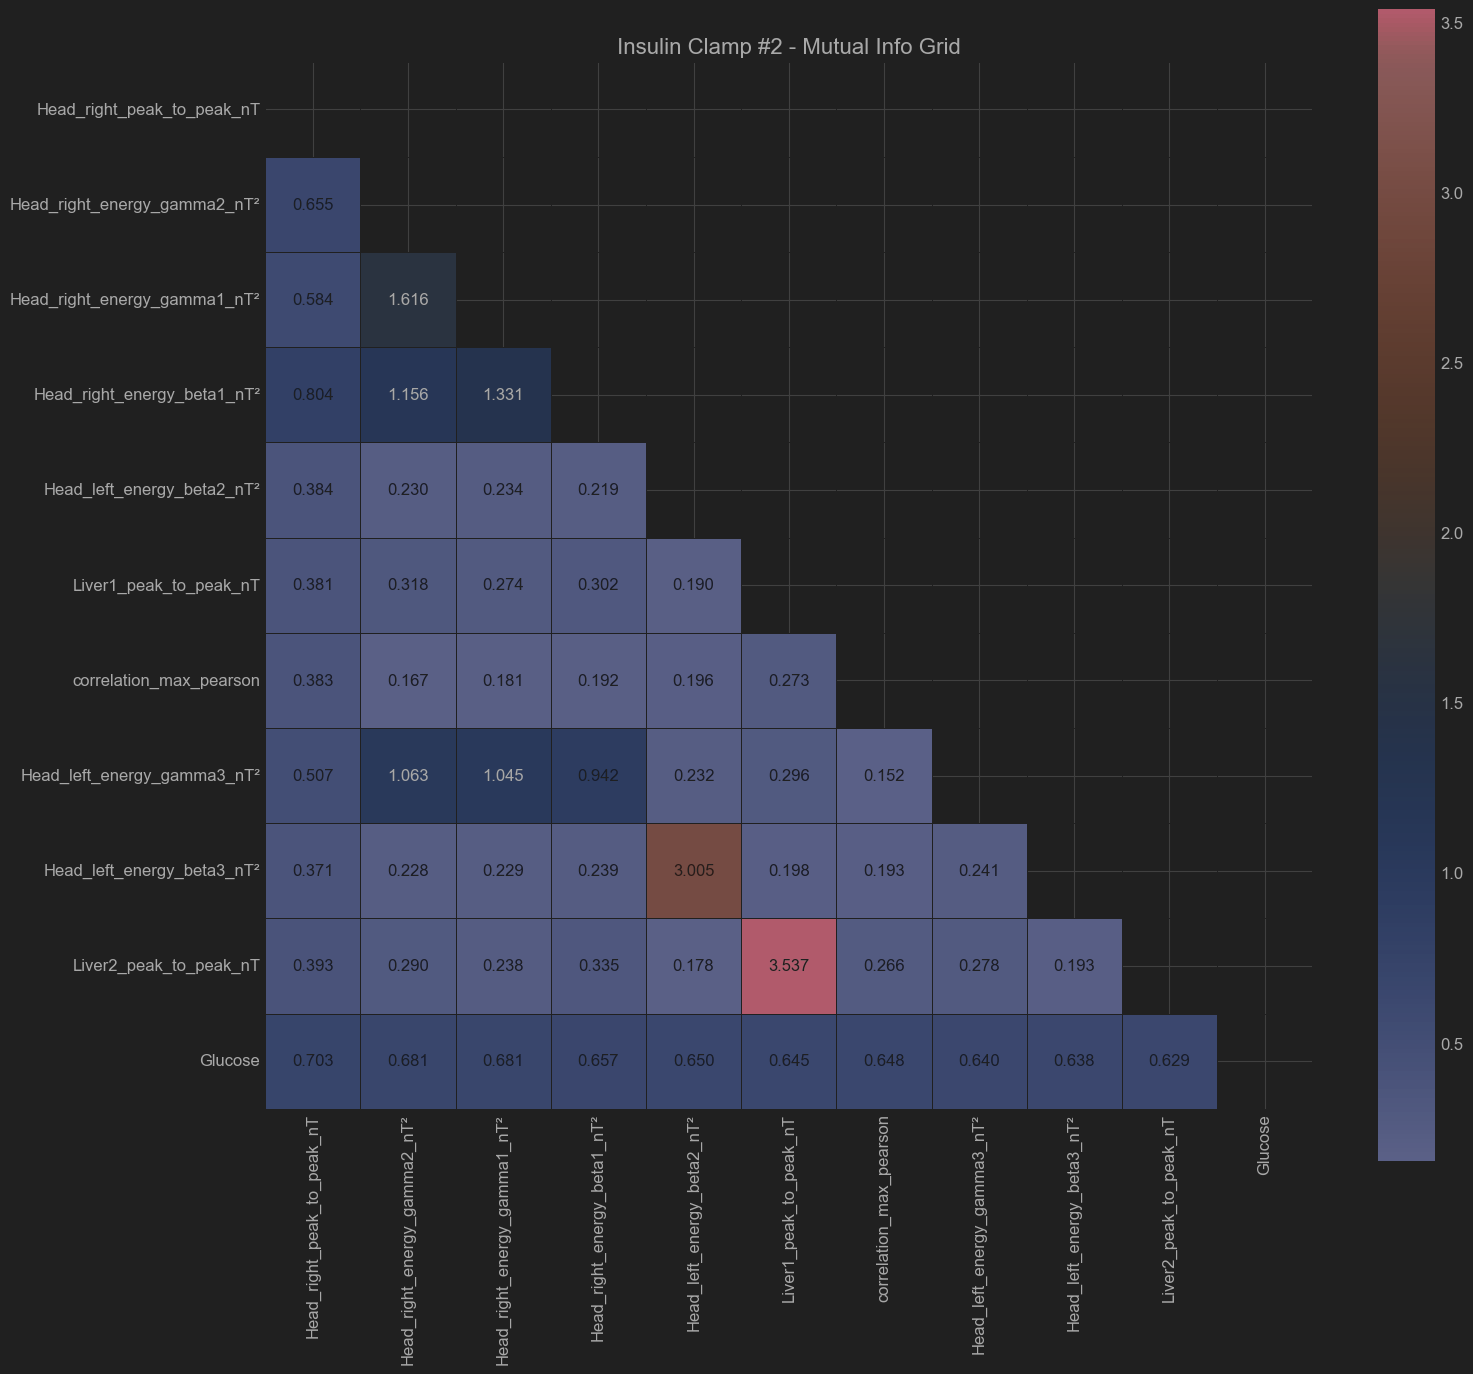 Insulin Clamp #2 - Mutual Info Grid
Head_right_peak_to_peak_nT
Head_right_energy_gamma2_nT²
0.655
Head_right_energy_gamma1_nT²
0.584 1.616
Head_right_energy_beta1_nT²
0.804 1.156 1.331
Head_left_energy_beta2_nT²
0.384 0.230 0.234 0.219
Liver1_peak_to_peak_nT
0.381 0.318 0.274 0.302 0.190
correlation_max_pearson
0.383 0.167 0.181 0.192 0.196 0.273
Head_left_energy_gamma3_nT²
0.507 1.063 1.045 0.942 0.232 0.296 0.152
Head_left_energy_beta3_nT²
0.371 0.228 0.229 0.239 3.005 0.198 0.193 0.241
Liver2_peak_to_peak_nT
0.393 0.290 0.238 0.335 0.178 3.537 0.266 0.278 0.193
Glucose
0.703 0.681 0.681 0.657 0.650 0.645 0.648 0.640 0.638 0.629
Head_right_peak_to_peak_nT
Head_right_energy_gamma2_nT²
Head_right_energy_gamma1_nT²
Head_right_energy_beta1_nT²
Head_left_energy_beta2_nT²
Liver1_peak_to_peak_nT
correlation_max_pearson
Head_left_energy_gamma3_nT²
Head_left_energy_beta3_nT²
Liver2_peak_to_peak_nT
Glucose
3.5
3.0
2.5
2.0
1.5
1.0
0.5